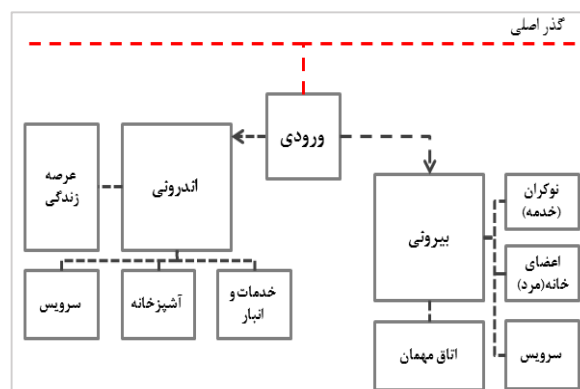 گذر اصلی
ورودی
عرصه
زندگی
اندرونی
نوکران
(خدمه)
بیرونی
اعضای
خانه(مرد)
سرویس
آشپزخانه
خدمات و
انبار
اتاق مهمان
سرویس